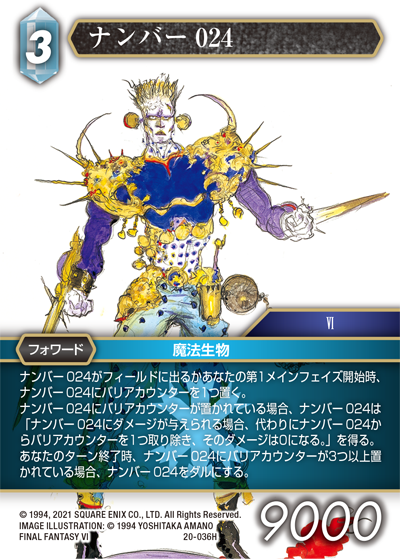 3
ナンバー 024
VI
フォワード
魔法生物
ナンバー 024がフィールドに出るかあなたの第1メインフェイズ開始時、
ナンバー 024にバリアカウンターを1つ置く。
ナンバー 024にバリアカウンターが置かれている場合、ナンバー 024は
「ナンバー 024にダメージが与えられる場合、代わりにナンバー 024か
らバリアカウンターを1つ取り除き、そのダメージは0になる。」を得る。
あなたのターン終了時、ナンバー 024にバリアカウンターが3つ以上置
かれている場合、ナンバー 024をダルにする。
© 1994, 2021 SQUARE ENIX CO., LTD. All Rights Reserved.
IMAGE ILLUSTRATION: © 1994 YOSHITAKA AMANO
FINAL FANTASY VI
20-036H
9000